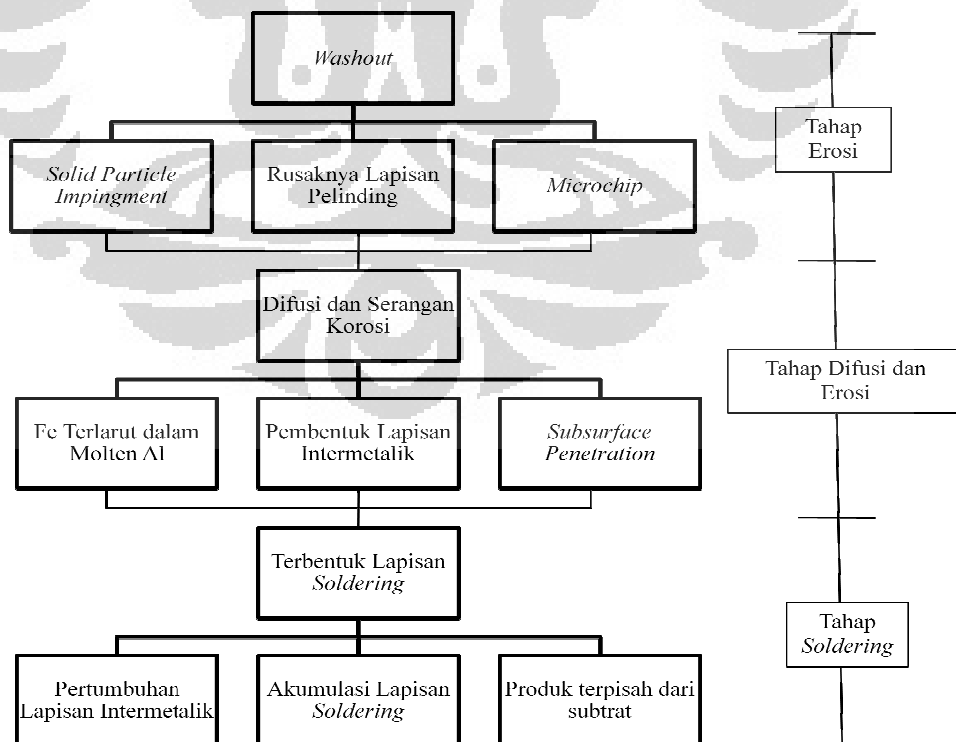 Washout
Solid Particle
Impingment
Rusaknya Lapisan
Pelinding
Microchip
Tahap
Erosi
Difusi dan Serangan
Korosi
Tahap Difusi dan
Erosi
Fe Terlarut dalam
Molten Al
Pembentuk Lapisan
Intermetalik
Subsurface
Penetration
Terbentuk Lapisan
Soldering
Tahap
Soldering
Pertumbuhan
Lapisan Intermetalik
Akumulasi Lapisan
Soldering
Produk terpisah dari
subtrat